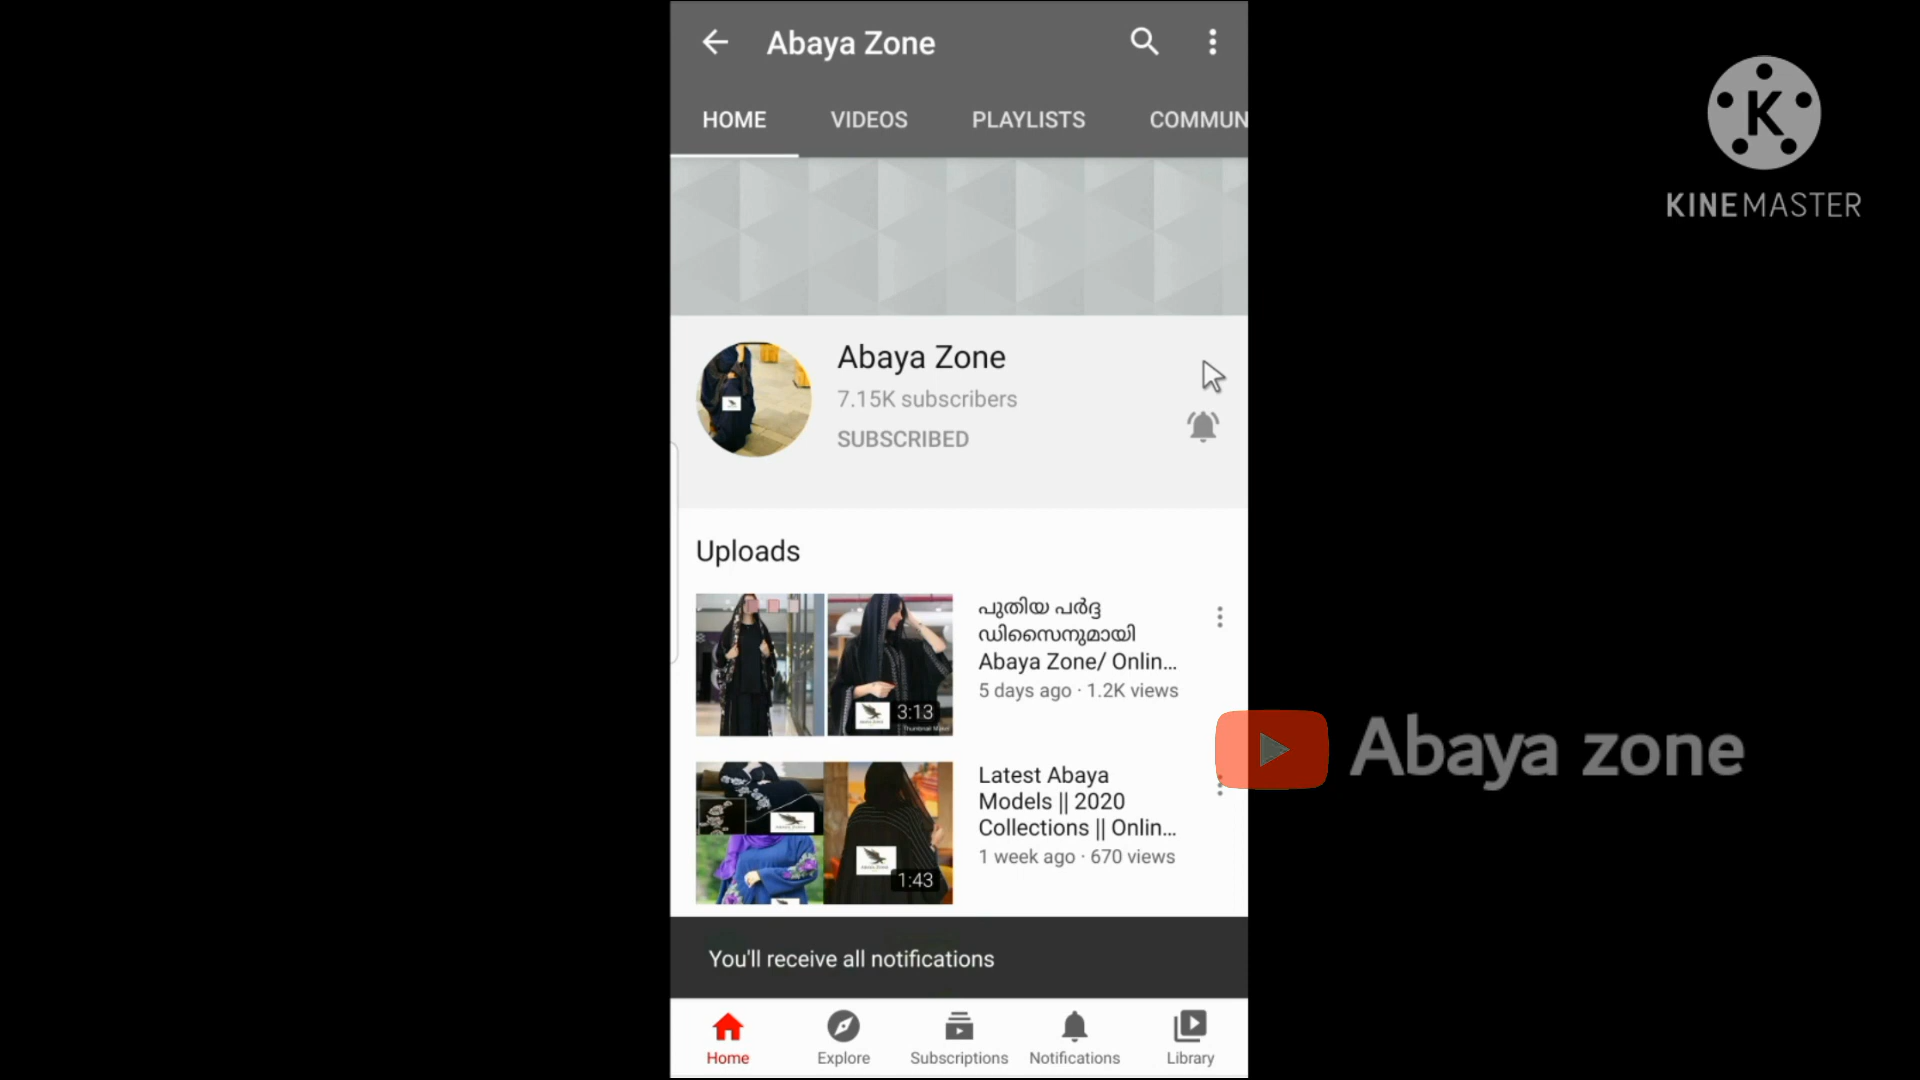 Abaya Zone
HOME VIDEOS PLAYLISTS COMMUN
K
KINEMASTER
Abaya Zone
7.15K subscribers
SUBSCRIBED
Uploads
പുതിയ പർദ്ദ
ഡിസൈനുമായി
Abaya Zone/ Onlin...
5 days ago · 1.2K views
3:13
Thumbnail Maker
Latest Abaya
Models || 2020
Collections || Onlin...
1 week ago · 670 views
1:43
Abaya zone
You'll receive all notifications
Home Explore Subscriptions Notifications Library